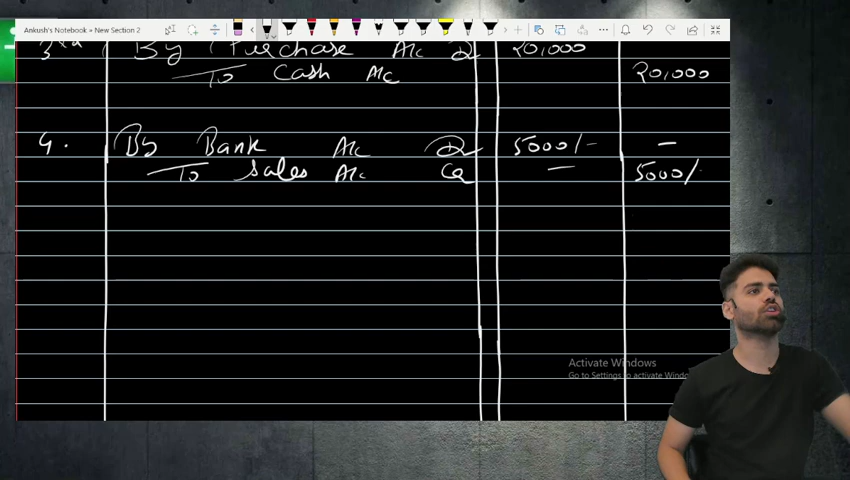 Ankush's Notebook » New Section 2
3rd By Purchase A/c Dr 20,000
To Cash A/c 20,000
4. By Bank A/c Dr 5000/- -
To Sales A/c Cr - 5000/-
Activate Windows
Go to Settings to activate Windo